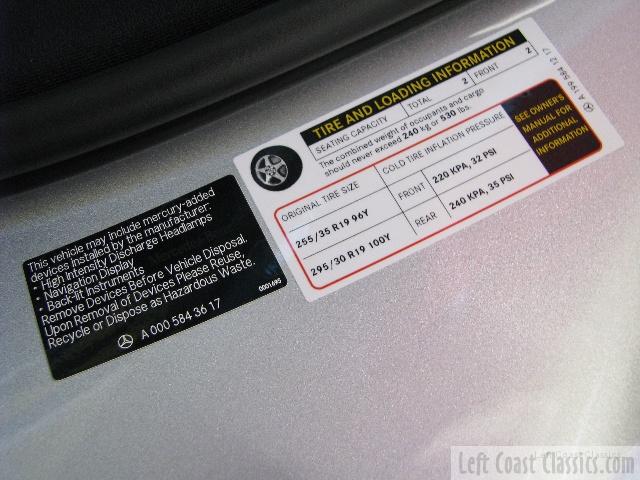 TIRE AND LOADING INFORMATION
SEATING CAPACITY TOTAL 2 FRONT 2
The combined weight of occupants and cargo
should never exceed 240 kg or 530 lbs.
ORIGINAL TIRE SIZE COLD TIRE INFLATION PRESSURE
255/35 R19 96Y FRONT 220 KPA, 32 PSI
295/30 R19 100Y REAR 240 KPA, 35 PSI
SEE OWNER'S
MANUAL FOR
ADDITIONAL
INFORMATION
A 199 584 12 17
This vehicle may include mercury-added
devices installed by the manufacturer:
• High Intensity Discharge Headlamps
• Navigation Display
• Back-lit Instruments
Remove Devices Before Vehicle Disposal.
Upon Removal of Devices Please Reuse,
Recycle or Dispose as Hazardous Waste.
A 000 584 36 17
0001695
Left Coast Classics.com